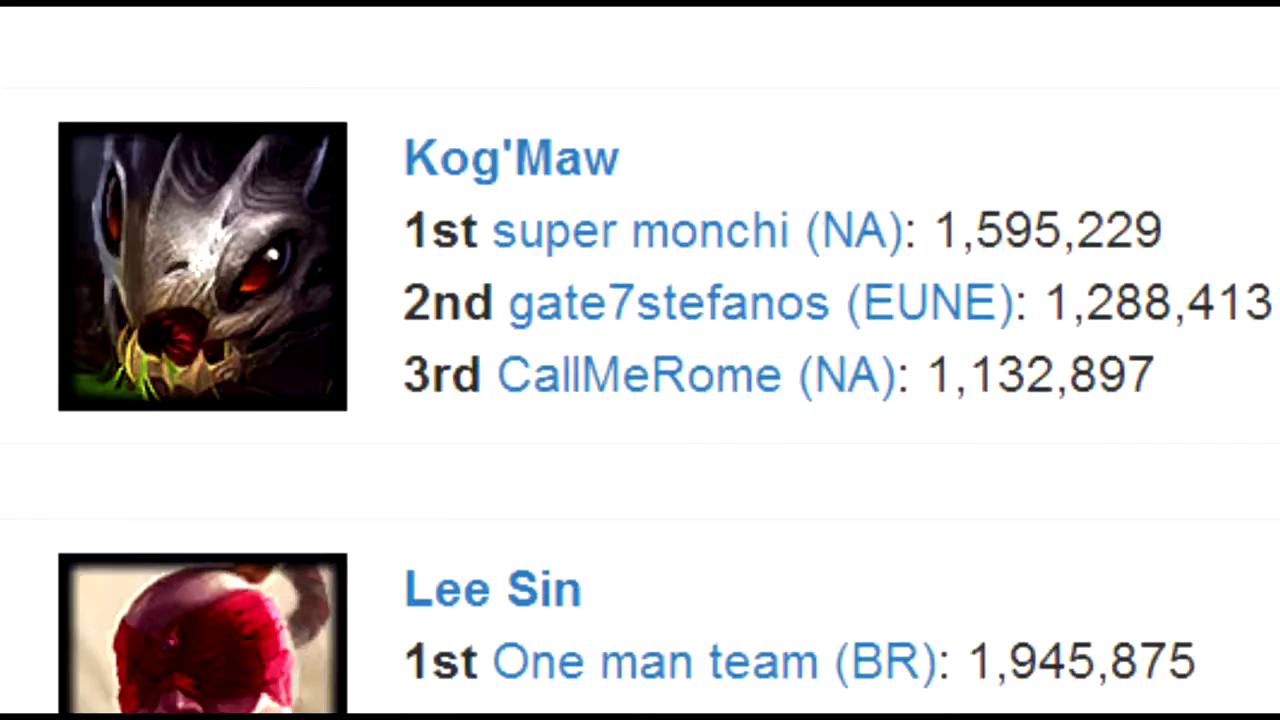 Kog'Maw
1st super monchi (NA): 1,595,229
2nd gate7stefanos (EUNE): 1,288,413
3rd CallMeRome (NA): 1,132,897
Lee Sin
1st One man team (BR): 1,945,875